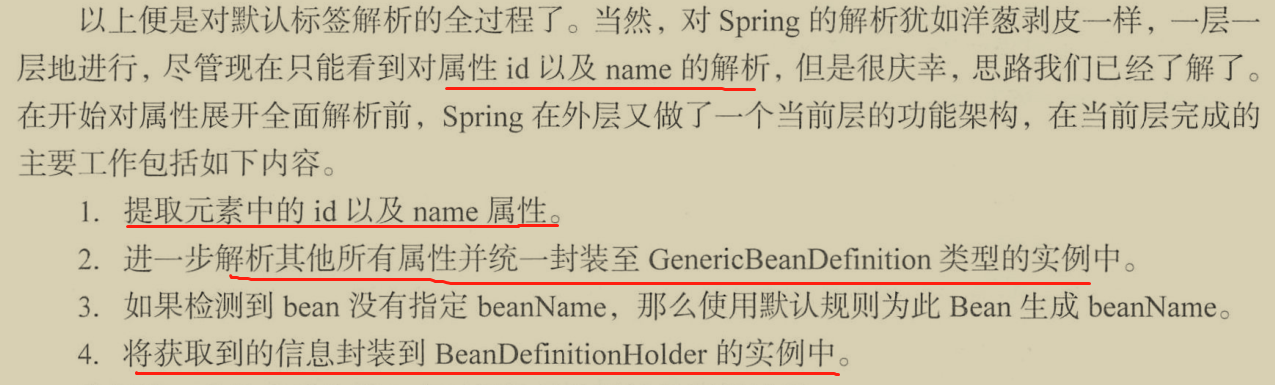 以上便是对默认标签解析的全过程了。当然，对 Spring 的解析犹如洋葱剥皮一样，一层一
层地进行，尽管现在只能看到对属性 id 以及 name 的解析，但是很庆幸，思路我们已经了解了。
在开始对属性展开全面解析前，Spring 在外层又做了一个当前层的功能架构，在当前层完成的
主要工作包括如下内容。
1. 提取元素中的 id 以及 name 属性。
2. 进一步解析其他所有属性并统一封装至 GenericBeanDefinition 类型的实例中。
3. 如果检测到 bean 没有指定 beanName，那么使用默认规则为此 Bean 生成 beanName。
4. 将获取到的信息封装到 BeanDefinitionHolder 的实例中。